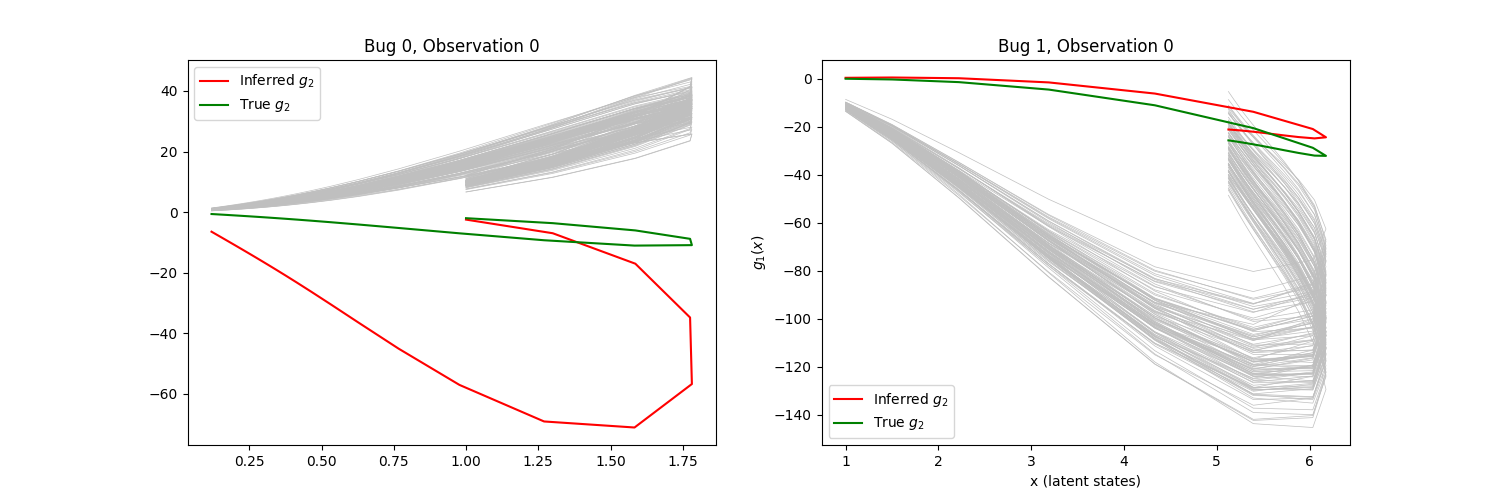 Bug 0, Observation 0
Inferred g₂
True g₂
40
20
0
−20
−40
−60
0.25 0.50 0.75 1.00 1.25 1.50 1.75
Bug 1, Observation 0
0
−20
−40
−60
−80
−100
−120
−140
g₁(x)
Inferred g₂
True g₂
1 2 3 4 5 6
x (latent states)